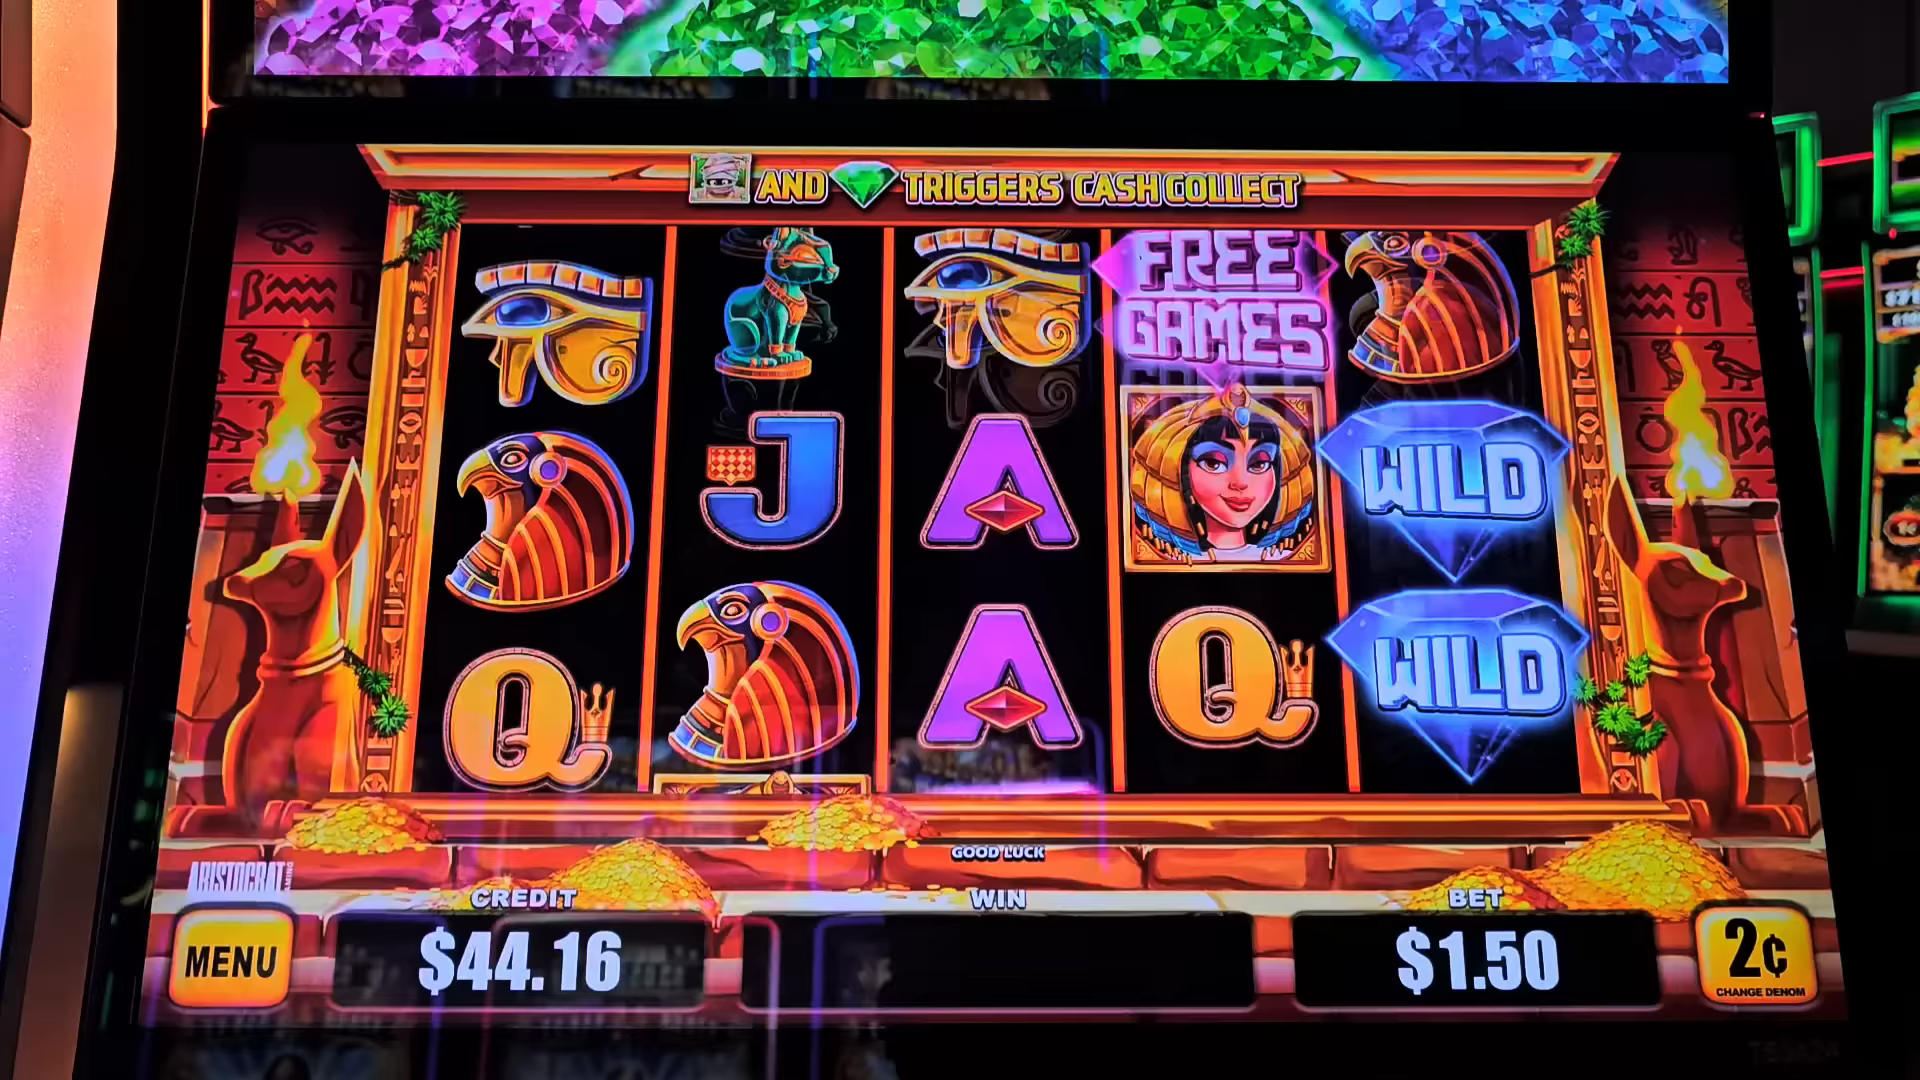 AND TRIGGERS CASH COLLECT
FREE
GAMES
J
A
WILD
Q
A
Q
WILD
GOOD LUCK
ARISTOCRAT
CREDIT
WIN
BET
MENU
$44.16
$1.50
2¢
CHANGE DENOM